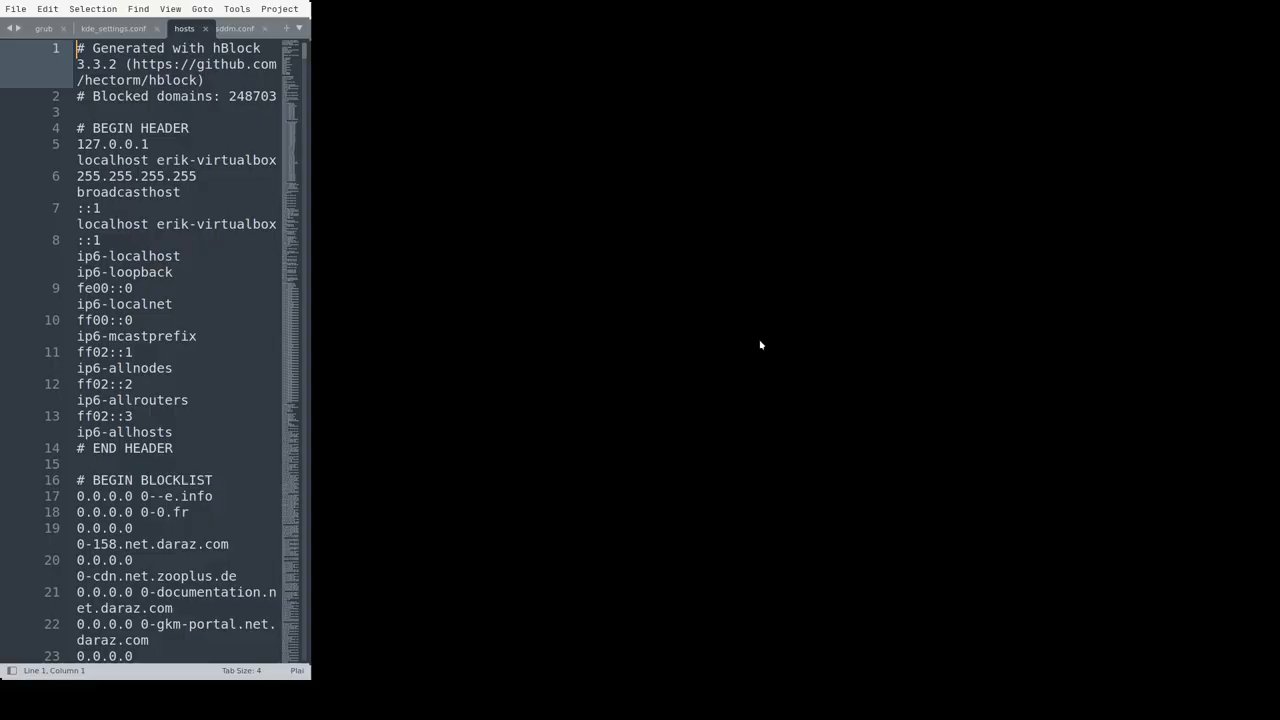 File Edit Selection Find View Goto Tools Project
grub kde_settings.conf hosts sddm.conf
1 # Generated with hBlock
3.3.2 (https://github.com
/hectorm/hblock)
2 # Blocked domains: 248703
3
4 # BEGIN HEADER
5 127.0.0.1
localhost erik-virtualbox
6 255.255.255.255
broadcasthost
7 ::1
localhost erik-virtualbox
8 ::1
ip6-localhost
ip6-loopback
9 fe00::0
ip6-localnet
10 ff00::0
ip6-mcastprefix
11 ff02::1
ip6-allnodes
12 ff02::2
ip6-allrouters
13 ff02::3
ip6-allhosts
14 # END HEADER
15
16 # BEGIN BLOCKLIST
17 0.0.0.0 0--e.info
18 0.0.0.0 0-0.fr
19 0.0.0.0
0-158.net.daraz.com
20 0.0.0.0
0-cdn.net.zooplus.de
21 0.0.0.0 0-documentation.n
et.daraz.com
22 0.0.0.0 0-gkm-portal.net.
daraz.com
23 0.0.0.0
Line 1, Column 1 Tab Size: 4 Plai